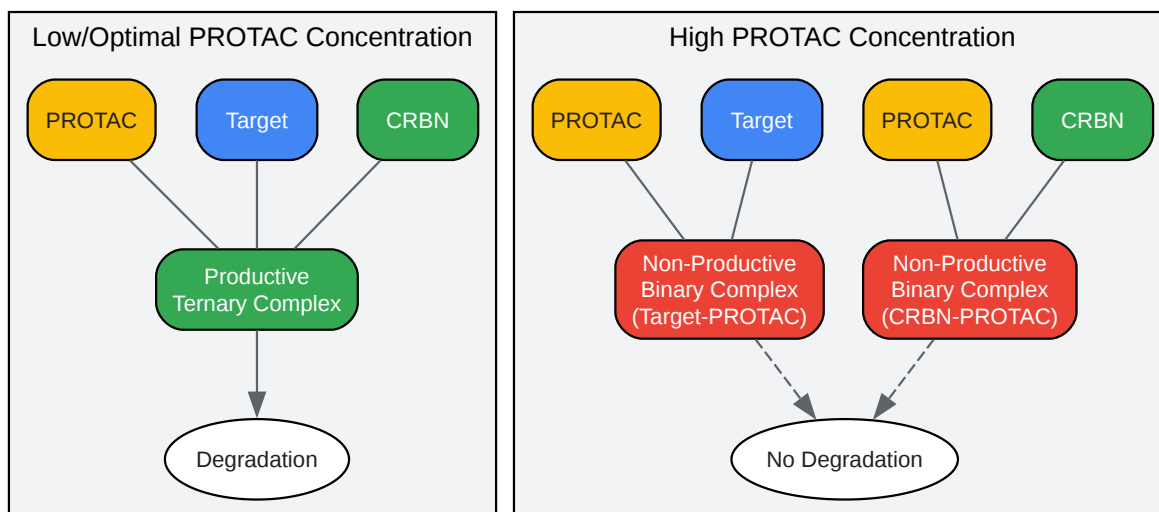 Low/Optimal PROTAC Concentration
PROTAC
Target
CRBN
Productive
Ternary Complex
Degradation
High PROTAC Concentration
PROTAC
Target
PROTAC
CRBN
Non-Productive
Binary Complex
(Target-PROTAC)
Non-Productive
Binary Complex
(CRBN-PROTAC)
No Degradation